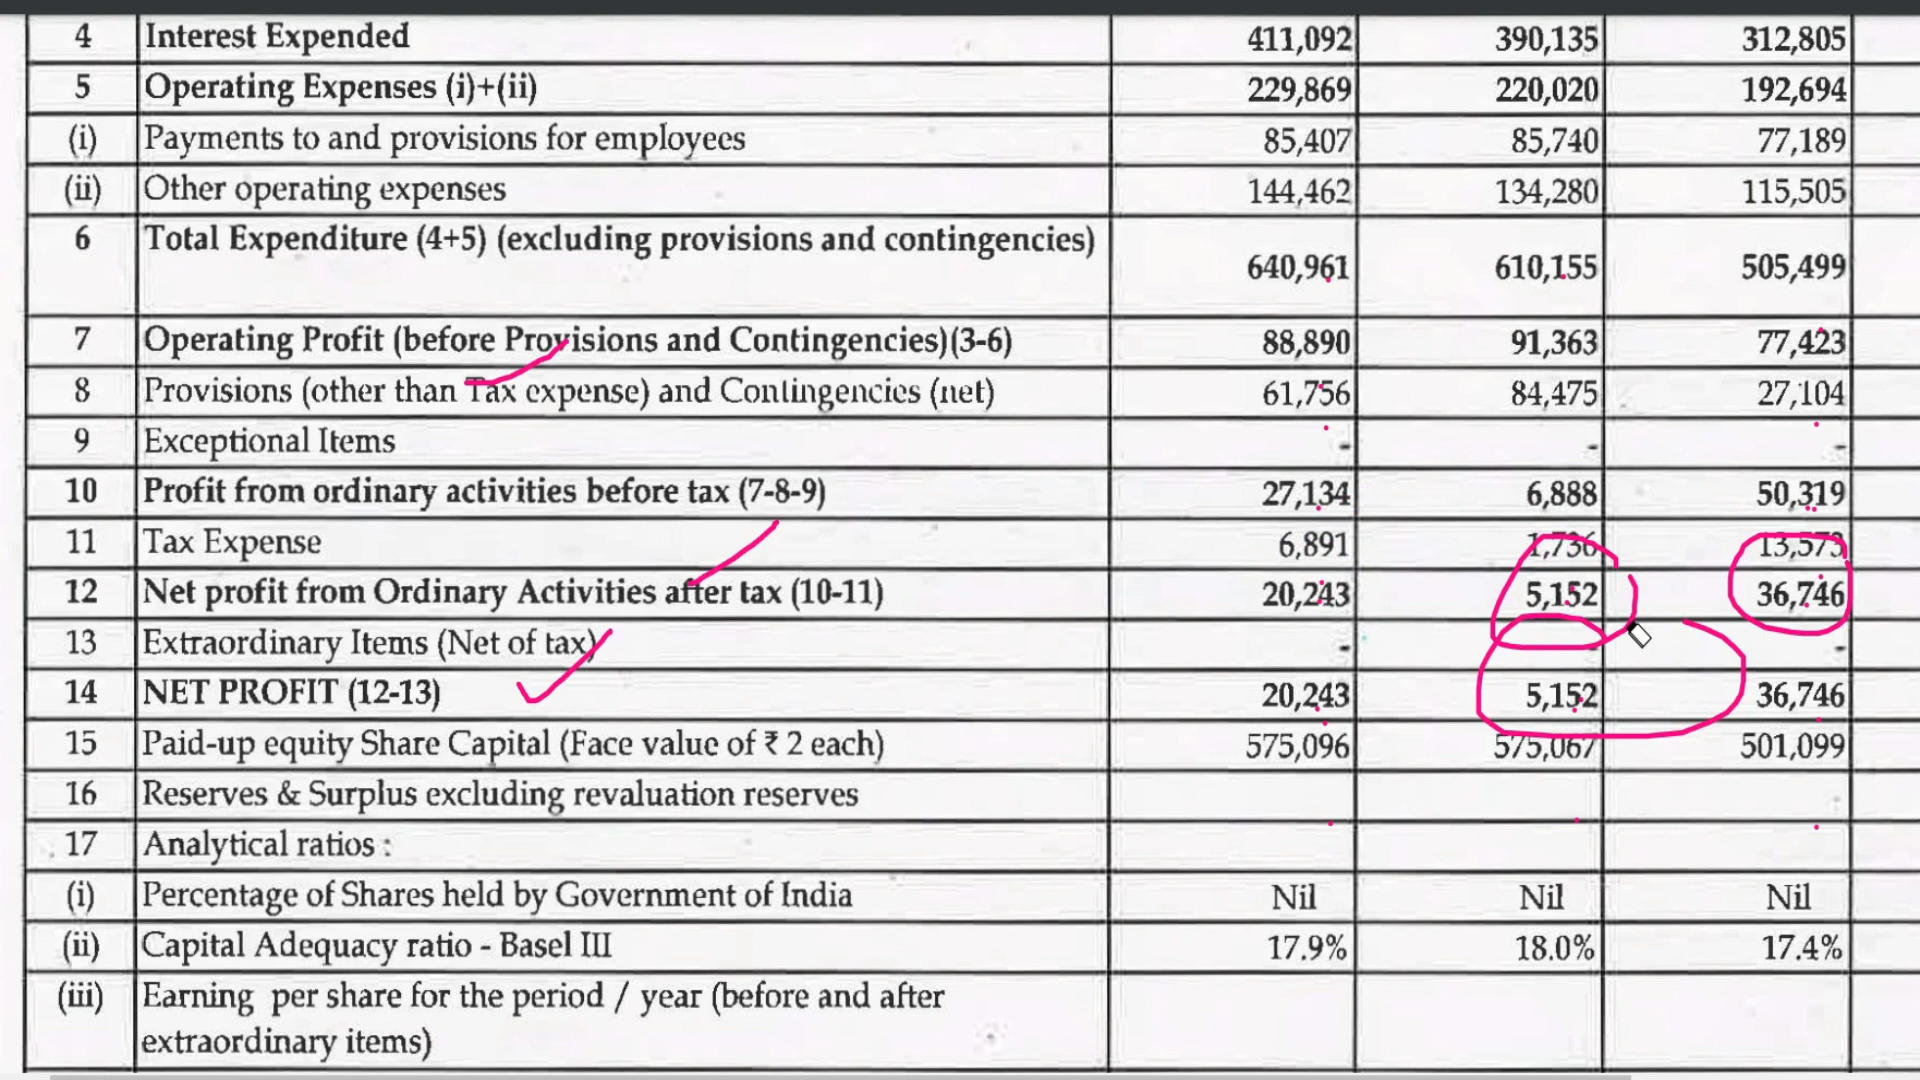 4 Interest Expended 411,092 390,135 312,805
5 Operating Expenses (i)+(ii) 229,869 220,020 192,694
(i) Payments to and provisions for employees 85,407 85,740 77,189
(ii) Other operating expenses 144,462 134,280 115,505
6 Total Expenditure (4+5) (excluding provisions and contingencies) 640,961 610,155 505,499
7 Operating Profit (before Provisions and Contingencies)(3-6) 88,890 91,363 77,423
8 Provisions (other than Tax expense) and Contingencies (net) 61,756 84,475 27,104
9 Exceptional Items - - -
10 Profit from ordinary activities before tax (7-8-9) 27,134 6,888 50,319
11 Tax Expense 6,891 1,736 13,573
12 Net profit from Ordinary Activities after tax (10-11) 20,243 5,152 36,746
13 Extraordinary Items (Net of tax) - - -
14 NET PROFIT (12-13) 20,243 5,152 36,746
15 Paid-up equity Share Capital (Face value of ₹ 2 each) 575,096 575,067 501,099
16 Reserves & Surplus excluding revaluation reserves
17 Analytical ratios :
(i) Percentage of Shares held by Government of India Nil Nil Nil
(ii) Capital Adequacy ratio - Basel III 17.9% 18.0% 17.4%
(iii) Earning per share for the period / year (before and after
extraordinary items)